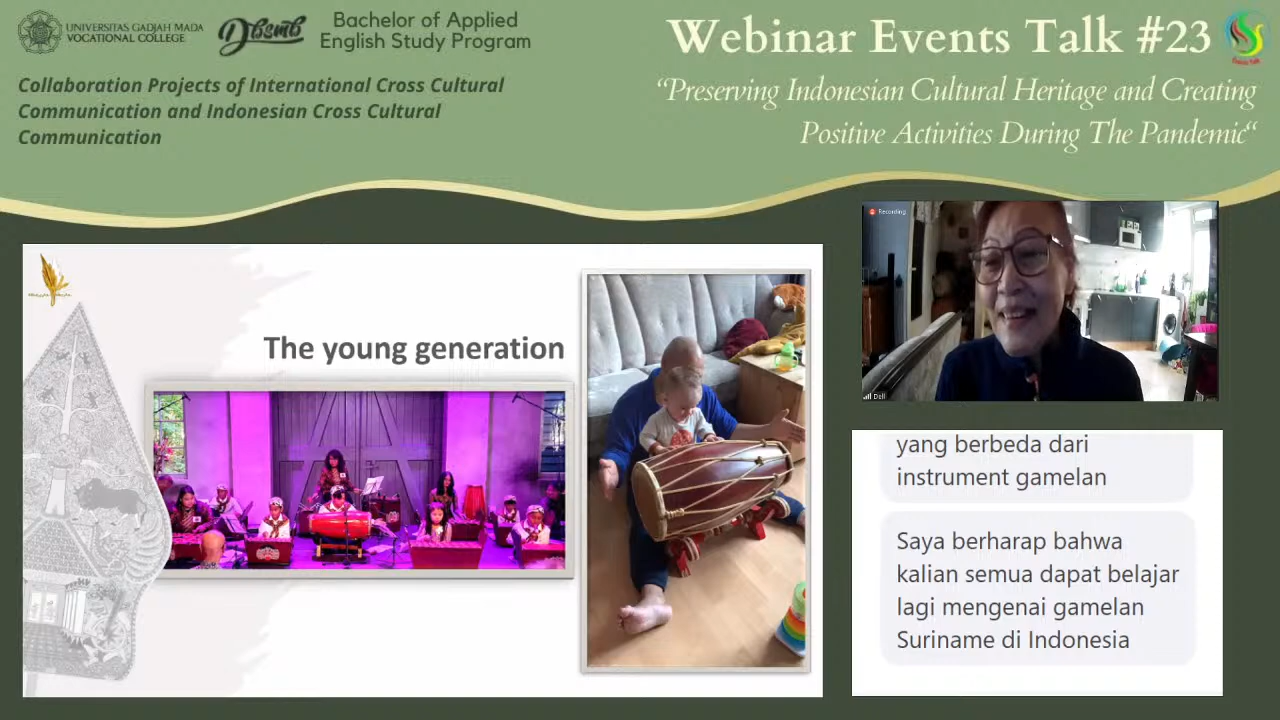 UNIVERSITAS GADJAH MADA
VOCATIONAL COLLEGE
Dbsmb
Bachelor of Applied
English Study Program
Collaboration Projects of International Cross Cultural
Communication and Indonesian Cross Cultural
Communication
Webinar Events Talk #23
“Preserving Indonesian Cultural Heritage and Creating
Positive Activities During The Pandemic“
Recording
Deli
The young generation
yang berbeda dari
instrument gamelan
Saya berharap bahwa
kalian semua dapat belajar
lagi mengenai gamelan
Suriname di Indonesia